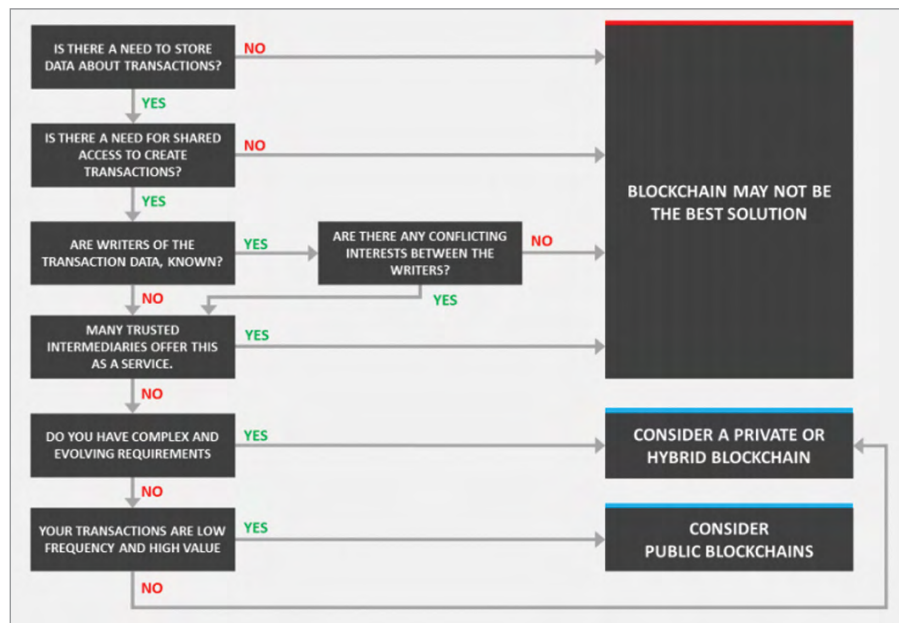 IS THERE A NEED TO STORE
DATA ABOUT TRANSACTIONS?
NO
YES
IS THERE A NEED FOR SHARED
ACCESS TO CREATE
TRANSACTIONS?
NO
YES
BLOCKCHAIN MAY NOT BE
THE BEST SOLUTION
ARE WRITERS OF THE
TRANSACTION DATA, KNOWN?
YES
ARE THERE ANY CONFLICTING
INTERESTS BETWEEN THE
WRITERS?
NO
NO
YES
MANY TRUSTED
INTERMEDIARIES OFFER THIS
AS A SERVICE.
YES
NO
DO YOU HAVE COMPLEX AND
EVOLVING REQUIREMENTS
YES
CONSIDER A PRIVATE OR
HYBRID BLOCKCHAIN
NO
YOUR TRANSACTIONS ARE LOW
FREQUENCY AND HIGH VALUE
YES
CONSIDER
PUBLIC BLOCKCHAINS
NO